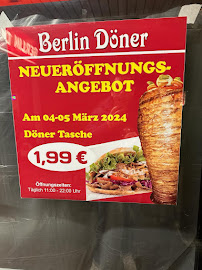 Berlin Döner
NEUERÖFFNUNGS-
ANGEBOT
Am 04-05 März 2024
Döner Tasche
1,99 €
Öffnungszeiten:
Täglich 11:00 - 22:00 Uhr